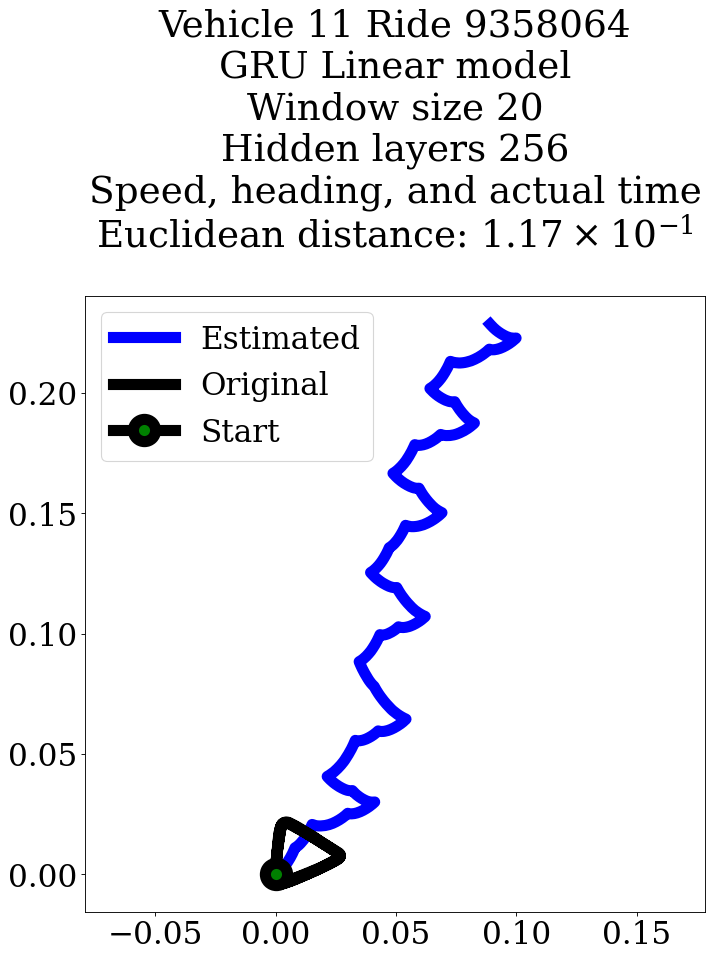 Vehicle 11 Ride 9358064
GRU Linear model
Window size 20
Hidden layers 256
Speed, heading, and actual time
Euclidean distance: 1.17 × 10⁻¹
Estimated
Original
Start
0.20
0.15
0.10
0.05
0.00
−0.05 0.00 0.05 0.10 0.15